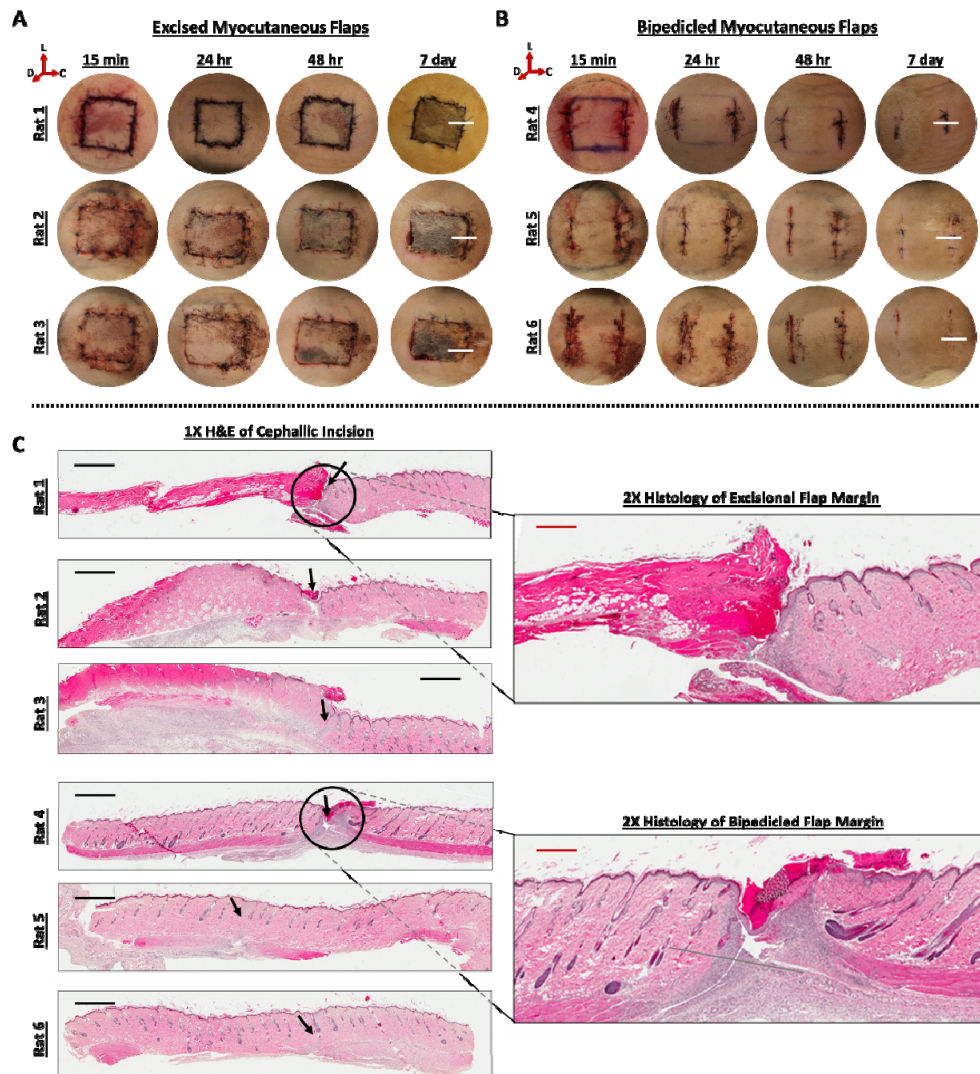 A
Excised Myocutaneous Flaps
L
D
C
15 min
24 hr
48 hr
7 day
Rat 1
Rat 2
Rat 3
B
Bipedicled Myocutaneous Flaps
L
D
C
15 min
24 hr
48 hr
7 day
Rat 4
Rat 5
Rat 6
C
1X H&E of Cephallic Incision
Rat 1
Rat 2
Rat 3
Rat 4
Rat 5
Rat 6
2X Histology of Excisional Flap Margin
2X Histology of Bipedicled Flap Margin